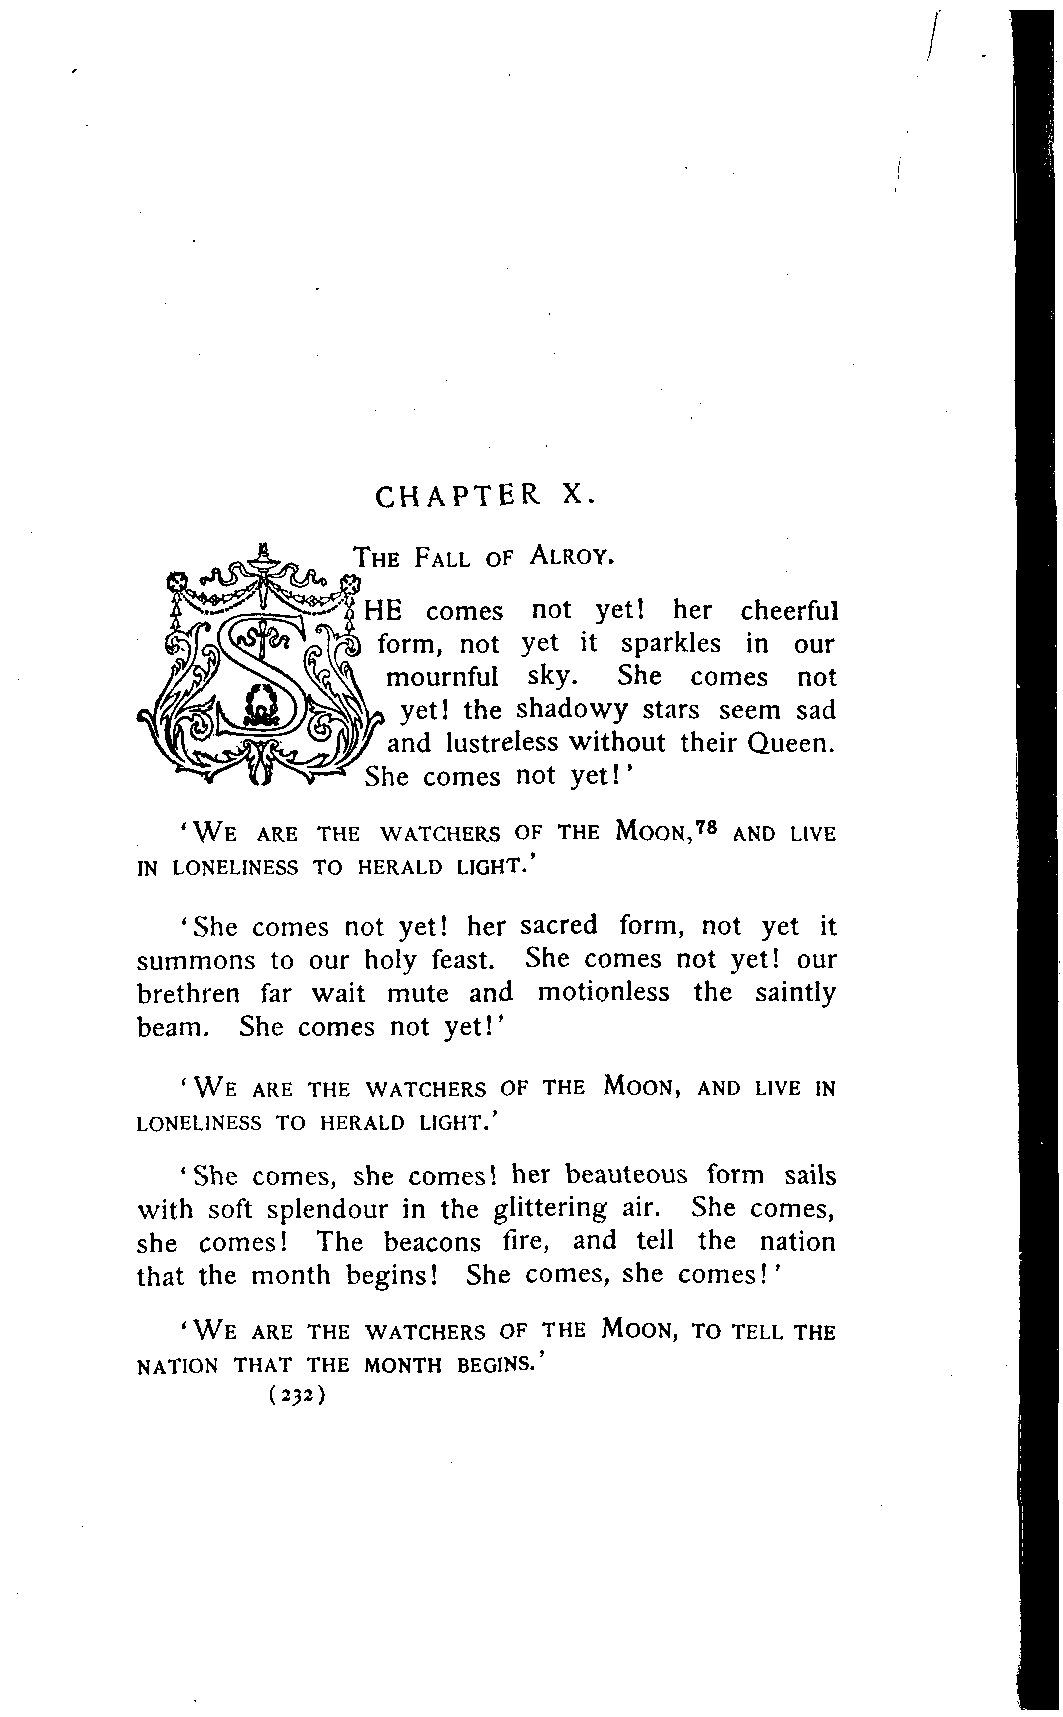 CHAPTER X.
THE FALL OF ALROY.
SHE comes not yet! her cheerful
form, not yet it sparkles in our
mournful sky. She comes not
yet! the shadowy stars seem sad
and lustreless without their Queen.
She comes not yet!'
'WE ARE THE WATCHERS OF THE MOON,78 AND LIVE
IN LONELINESS TO HERALD LIGHT.'
'She comes not yet! her sacred form, not yet it
summons to our holy feast. She comes not yet! our
brethren far wait mute and motionless the saintly
beam. She comes not yet!'
'WE ARE THE WATCHERS OF THE MOON, AND LIVE IN
LONELINESS TO HERALD LIGHT.'
'She comes, she comes! her beauteous form sails
with soft splendour in the glittering air. She comes,
she comes! The beacons fire, and tell the nation
that the month begins! She comes, she comes!'
'WE ARE THE WATCHERS OF THE MOON, TO TELL THE
NATION THAT THE MONTH BEGINS.'
(232)